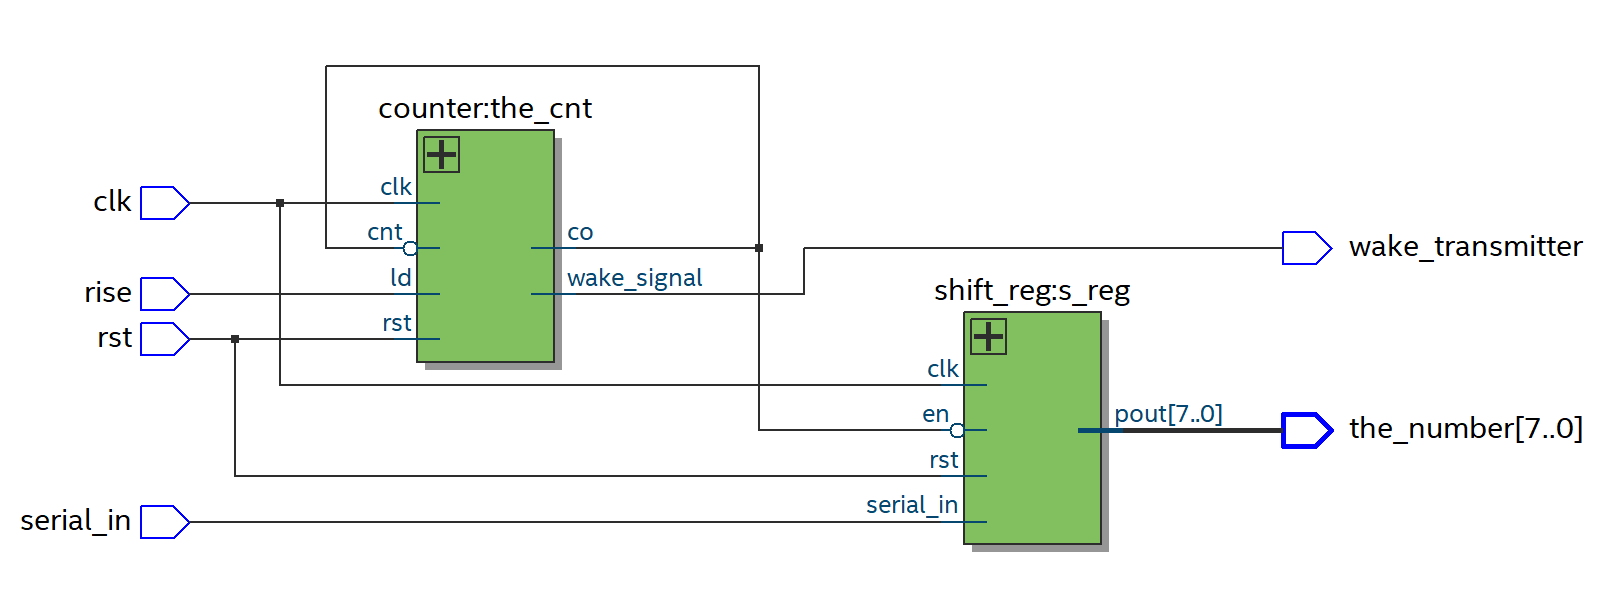 counter:the_cnt
clk
clk
cnt
co
wake_transmitter
rise
ld
wake_signal
shift_reg:s_reg
rst
rst
clk
en
pout[7..0]
the_number[7..0]
rst
serial_in
serial_in